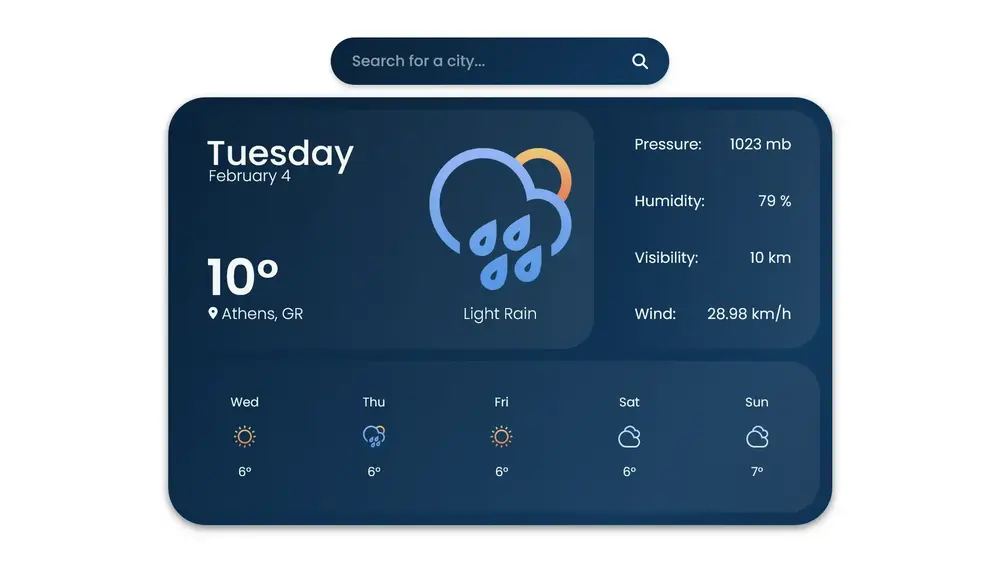 Search for a city...
Tuesday
February 4
10°
Athens, GR
Light Rain
Pressure: 1023 mb
Humidity: 79 %
Visibility: 10 km
Wind: 28.98 km/h
Wed Thu Fri Sat Sun
6° 6° 6° 6° 7°